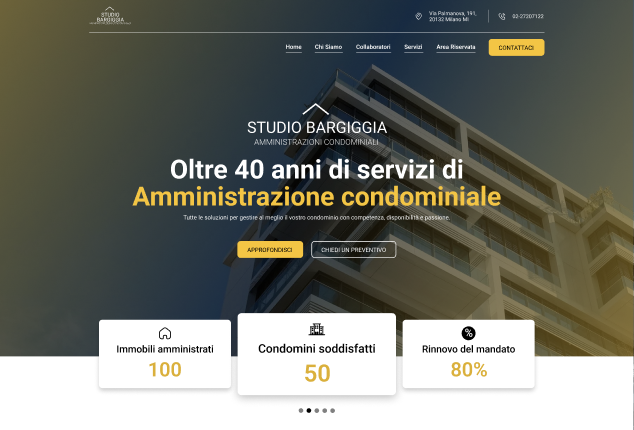 STUDIO
BARGIGGIA
Via Palmanova, 191,
20132 Milano MI
02-27207122
Home
Chi Siamo
Collaboratori
Servizi
Area Riservata
CONTATTACI
STUDIO BARGIGGIA
AMMINISTRAZIONI CONDOMINIALI
Oltre 40 anni di servizi di
Amministrazione condominiale
Tutte le soluzioni per gestire al meglio il vostro condominio con competenza, disponibilità e passione
APPROFONDISCI
CHIEDI UN PREVENTIVO
Immobili amministrati
100
Condomini soddisfatti
50
%
Rinnovo del mandato
80%